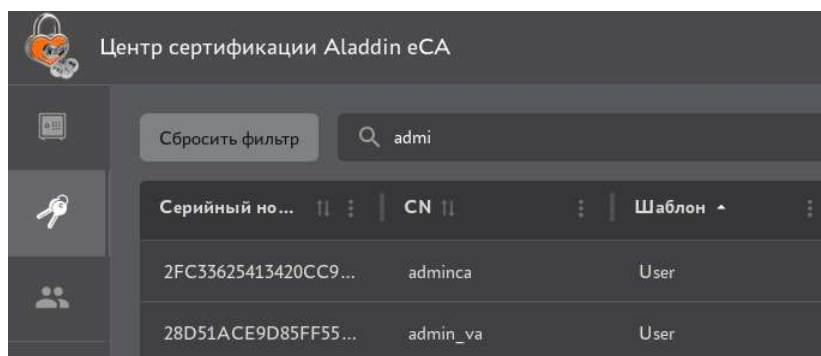 Центр сертификации Aladdin eCA
Сбросить фильтр admi
Серийный но... CN Шаблон
2FC33625413420CC9... adminca User
28D51ACE9D85FF55... admin_va User